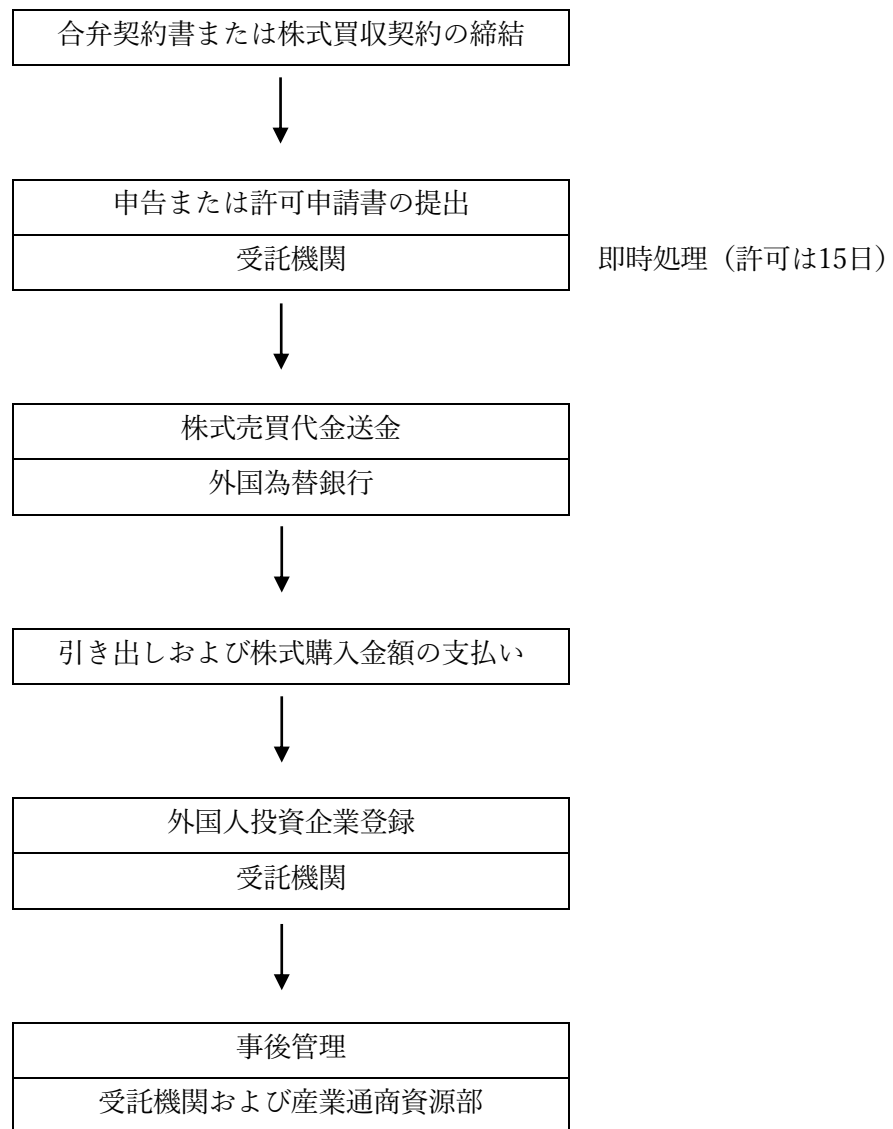 合弁契約書または株式買収契約の締結
申告または許可申請書の提出
受託機関
即時処理（許可は15日）
株式売買代金送金
外国為替銀行
引き出しおよび株式購入金額の支払い
外国人投資企業登録
受託機関
事後管理
受託機関および産業通商資源部